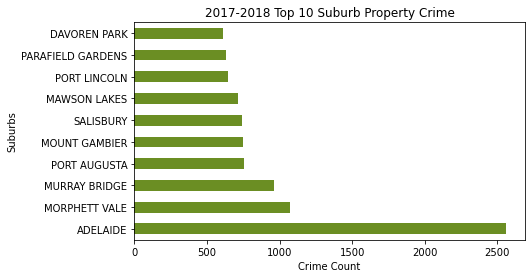 2017-2018 Top 10 Suburb Property Crime
DAVOREN PARK
PARAFIELD GARDENS
PORT LINCOLN
MAWSON LAKES
SALISBURY
MOUNT GAMBIER
PORT AUGUSTA
MURRAY BRIDGE
MORPHETT VALE
ADELAIDE
Suburbs
0 500 1000 1500 2000 2500
Crime Count